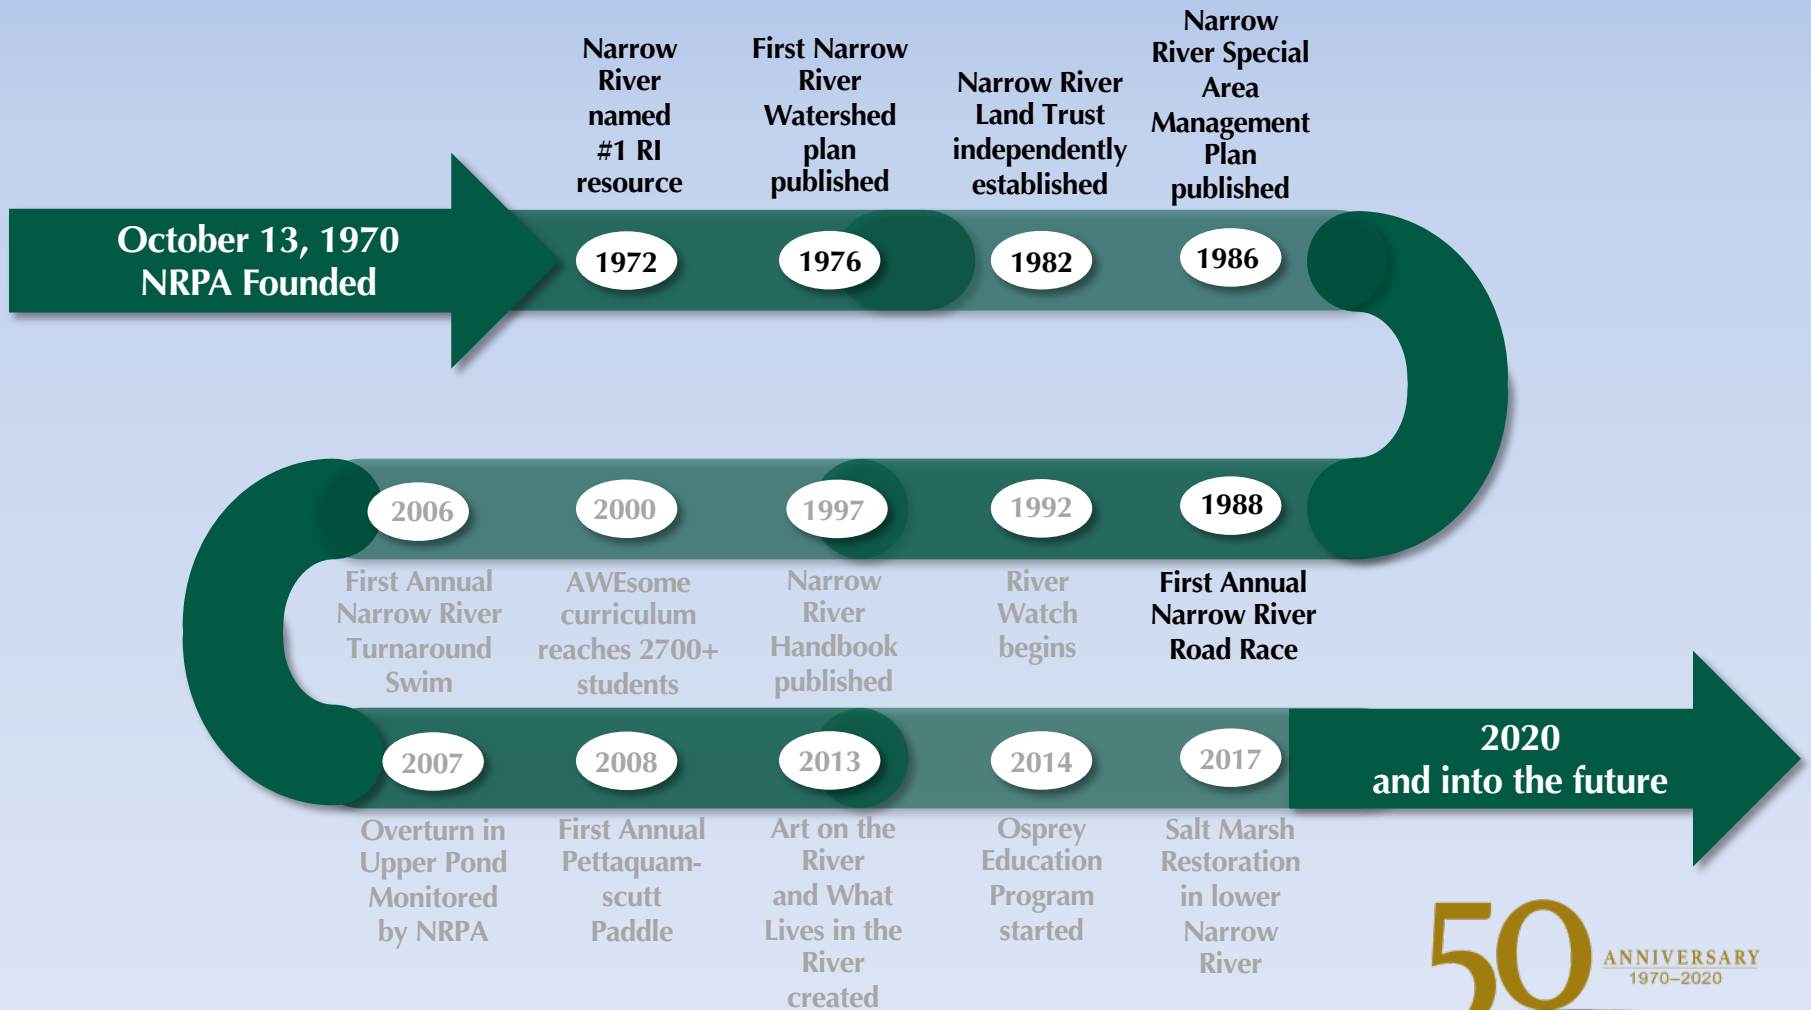 October 13, 1970
NRPA Founded
Narrow
River
named
#1 RI
resource
1972
First Narrow
River
Watershed
plan
published
1976
Narrow River
Land Trust
independently
established
1982
Narrow
River Special
Area
Management
Plan
published
1986
1988
First Annual
Narrow River
Road Race
1992
River
Watch
begins
1997
Narrow
River
Handbook
published
2000
AWEsome
curriculum
reaches 2700+
students
2006
First Annual
Narrow River
Turnaround
Swim
2007
Overturn in
Upper Pond
Monitored
by NRPA
2008
First Annual
Pettaquam-
scutt
Paddle
2013
Art on the
River
and What
Lives in the
River
created
2014
Osprey
Education
Program
started
2017
Salt Marsh
Restoration
in lower
Narrow
River
2020
and into the future
50
ANNIVERSARY
1970–2020